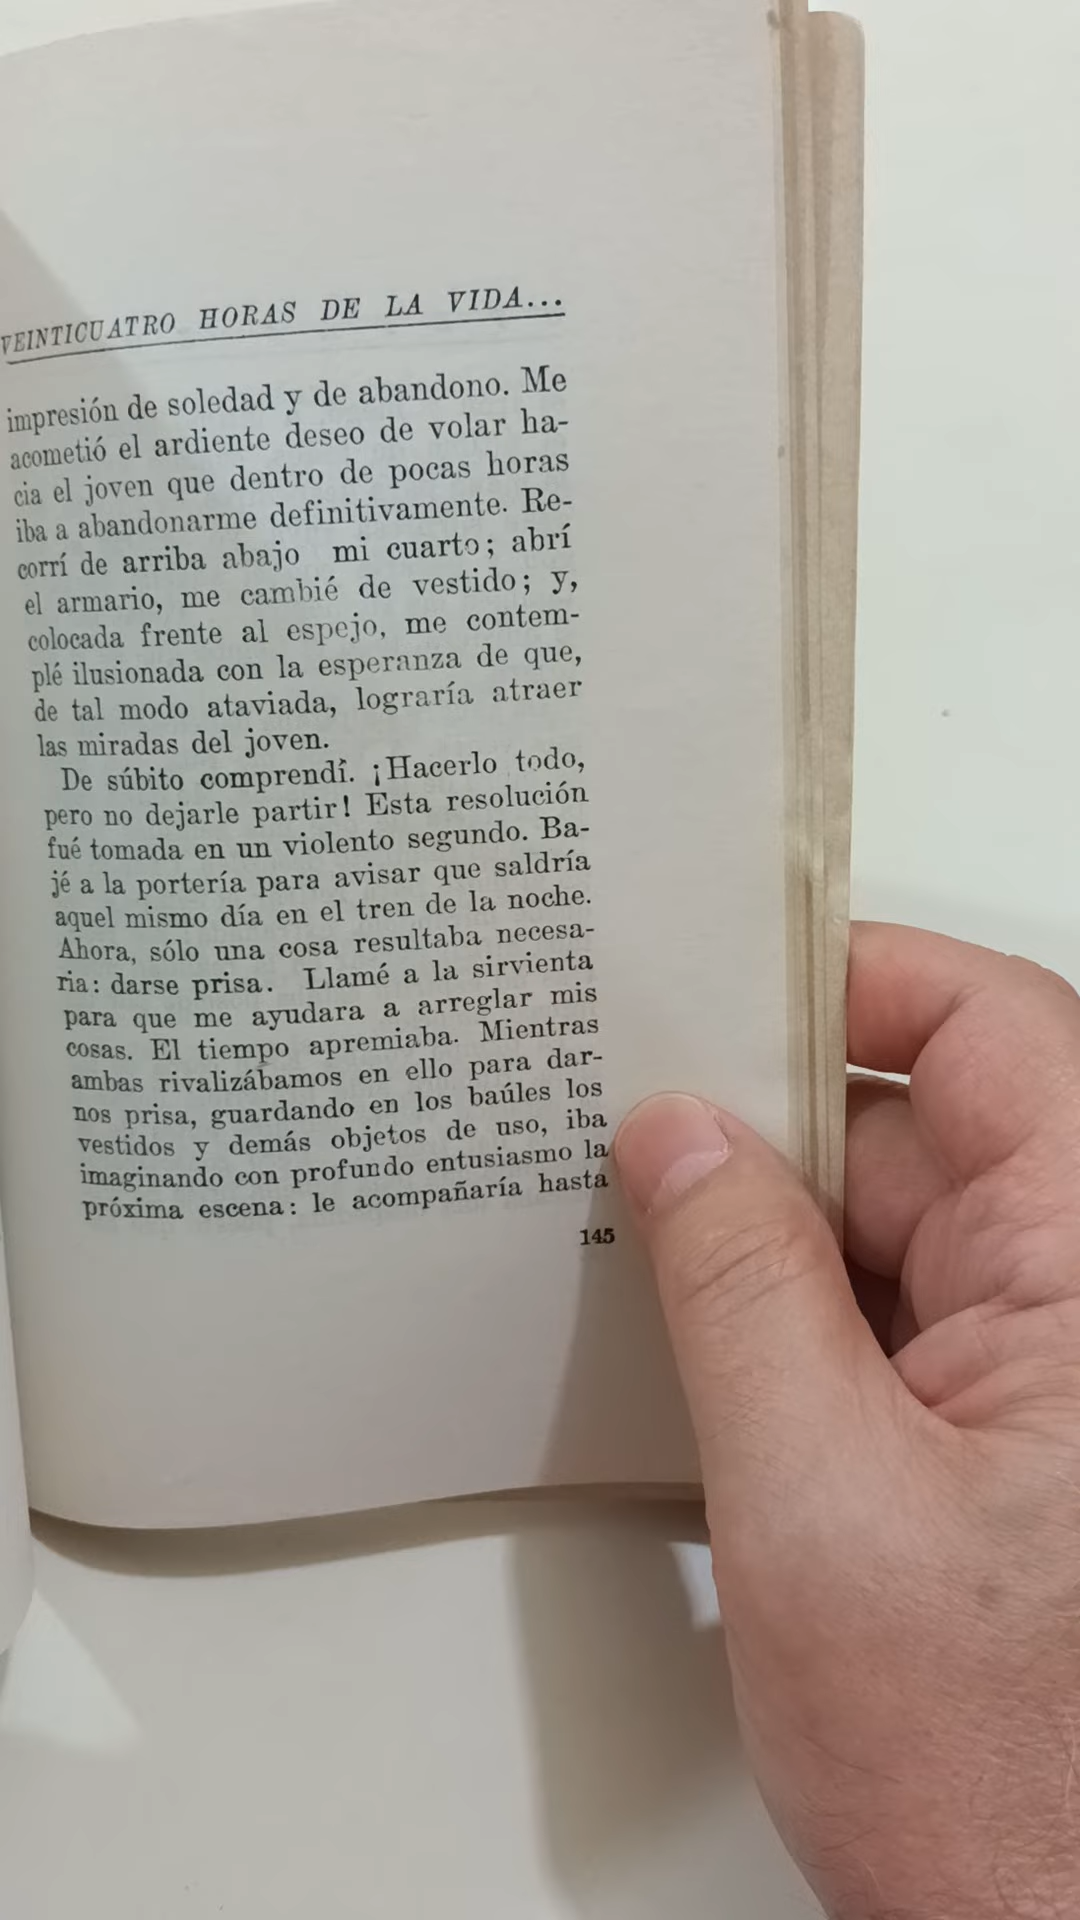 VEINTICUATRO HORAS DE LA VIDA...
impresión de soledad y de abandono. Me
acometió el ardiente deseo de volar ha-
cia el joven que dentro de pocas horas
iba a abandonarme definitivamente. Re-
corrí de arriba abajo mi cuarto; abrí
el armario, me cambié de vestido; y,
colocada frente al espejo, me contem-
plé ilusionada con la esperanza de que,
de tal modo ataviada, lograría atraer
las miradas del joven.
De súbito comprendí. ¡Hacerlo todo,
pero no dejarle partir! Esta resolución
fué tomada en un violento segundo. Ba-
jé a la portería para avisar que saldría
aquel mismo día en el tren de la noche.
Ahora, sólo una cosa resultaba necesa-
ria: darse prisa. Llamé a la sirvienta
para que me ayudara a arreglar mis
cosas. El tiempo apremiaba. Mientras
ambas rivalizábamos en ello para dar-
nos prisa, guardando en los baúles los
vestidos y demás objetos de uso, iba
imaginando con profundo entusiasmo la
próxima escena: le acompañaría hasta
145